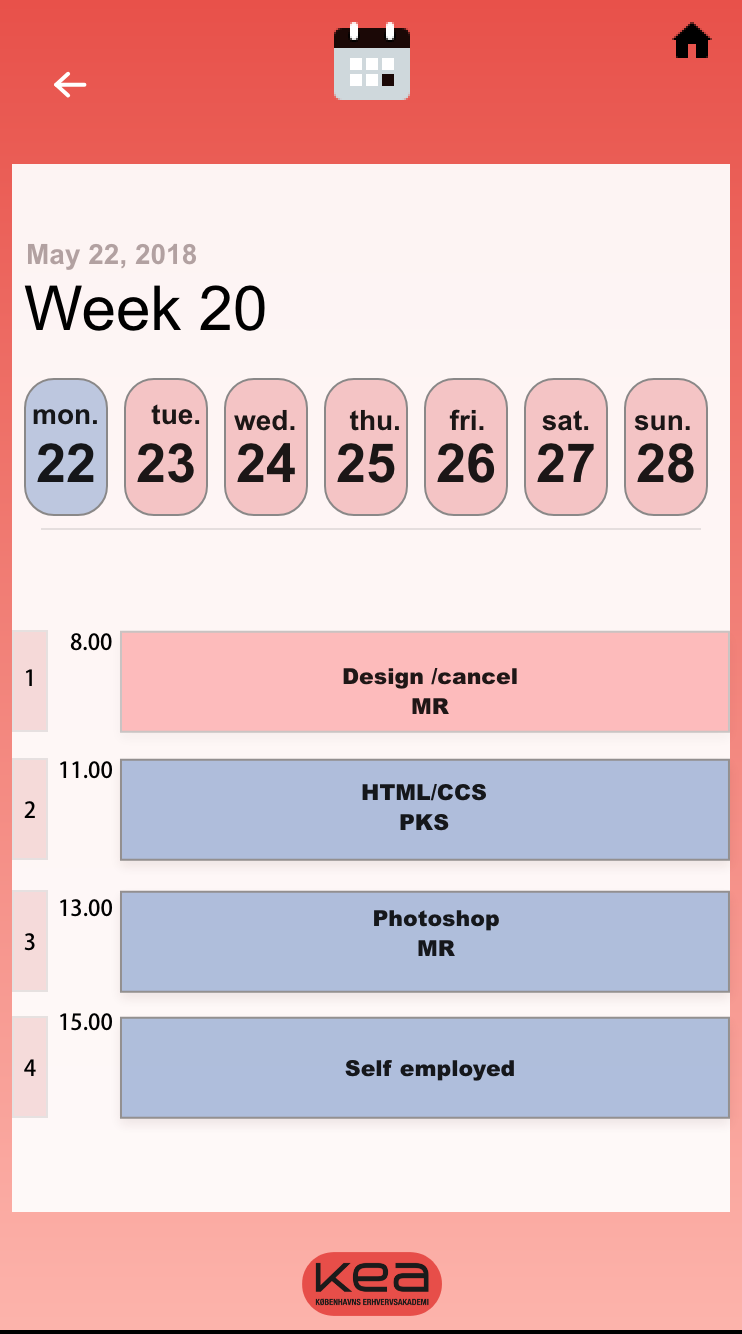 May 22, 2018
Week 20
mon. tue. wed. thu. fri. sat. sun.
22 23 24 25 26 27 28
8.00
1
Design /cancel
MR
11.00
2
HTML/CCS
PKS
13.00
3
Photoshop
MR
15.00
4
Self employed
kea
KØBENHAVNS ERHVERVSAKADEMI